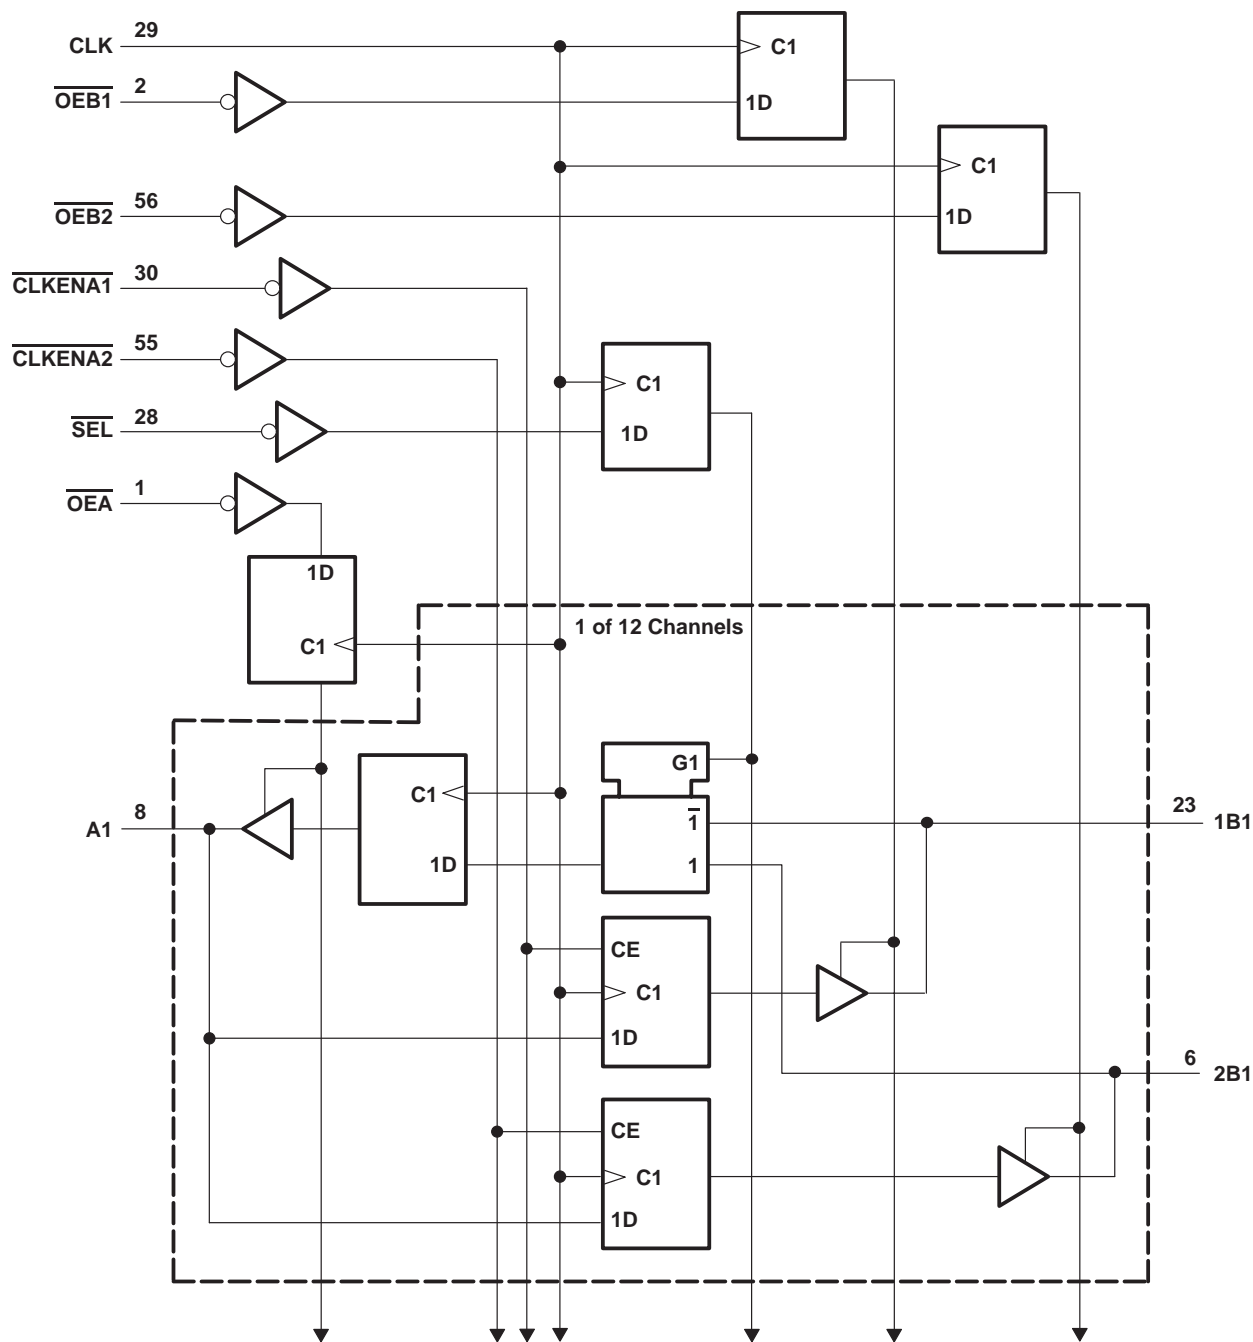 CLK 29 C1
OEB1 2 1D
C1
OEB2 56 1D
CLKENA1 30
CLKENA2 55
C1
SEL 28 1D
OEA 1
1D
1 of 12 Channels
C1
G1
C1
A1 8 1 23 1B1
1D 1
CE
C1
1D
6 2B1
CE
C1
1D